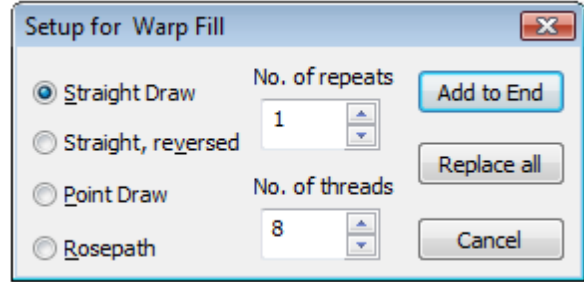 Setup for Warp Fill
Straight Draw
Straight, reversed
Point Draw
Rosepath
No. of repeats
1
No. of threads
8
Add to End
Replace all
Cancel